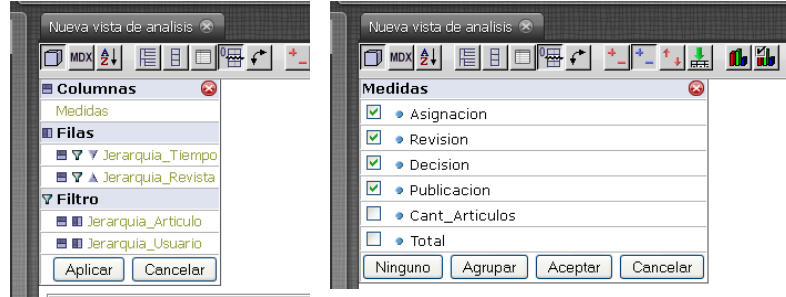 Nueva vista de analisis
MDX A Z
Columnas
Medidas
Filas
Jerarquia_Tiempo
Jerarquia_Revista
Filtro
Jerarquia_Articulo
Jerarquia_Usuario
Aplicar Cancelar
Nueva vista de analisis
MDX A Z
Medidas
Asignacion
Revision
Decision
Publicacion
Cant_Articulos
Total
Ninguno Agrupar Aceptar Cancelar